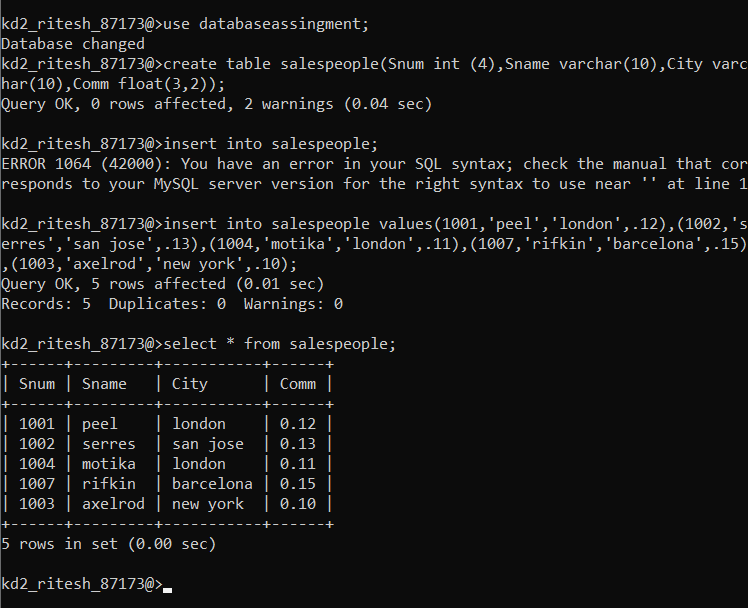 kd2_ritesh_87173@>use databaseassingment;
Database changed
kd2_ritesh_87173@>create table salespeople(Snum int (4),Sname varchar(10),City varc
har(10),Comm float(3,2));
Query OK, 0 rows affected, 2 warnings (0.04 sec)

kd2_ritesh_87173@>insert into salespeople;
ERROR 1064 (42000): You have an error in your SQL syntax; check the manual that cor
responds to your MySQL server version for the right syntax to use near '' at line 1

kd2_ritesh_87173@>insert into salespeople values(1001,'peel','london',.12),(1002,'s
erres','san jose',.13),(1004,'motika','london',.11),(1007,'rifkin','barcelona',.15)
,(1003,'axelrod','new york',.10);
Query OK, 5 rows affected (0.01 sec)
Records: 5  Duplicates: 0  Warnings: 0

kd2_ritesh_87173@>select * from salespeople;
+------+---------+-----------+------+
| Snum | Sname   | City      | Comm |
+------+---------+-----------+------+
| 1001 | peel    | london    | 0.12 |
| 1002 | serres  | san jose  | 0.13 |
| 1004 | motika  | london    | 0.11 |
| 1007 | rifkin  | barcelona | 0.15 |
| 1003 | axelrod | new york  | 0.10 |
+------+---------+-----------+------+
5 rows in set (0.00 sec)

kd2_ritesh_87173@>